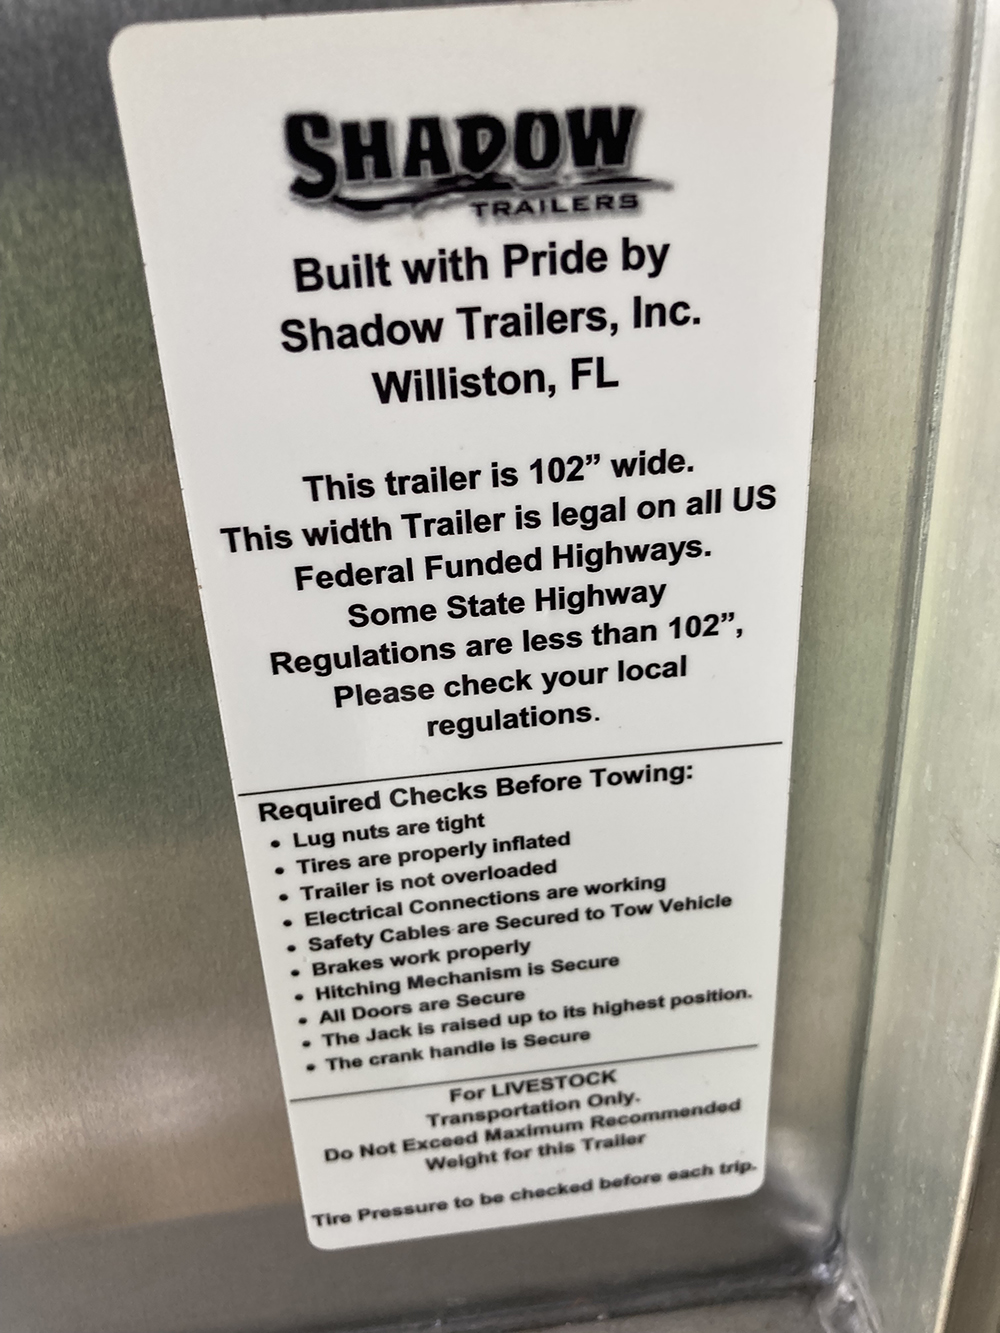 SHADOW
TRAILERS
Built with Pride by
Shadow Trailers, Inc.
Williston, FL
This trailer is 102” wide.
This width Trailer is legal on all US
Federal Funded Highways.
Some State Highway
Regulations are less than 102”,
Please check your local
regulations.
Required Checks Before Towing:
• Lug nuts are tight
• Tires are properly inflated
• Trailer is not overloaded
• Electrical Connections are working
• Safety Cables are Secured to Tow Vehicle
• Brakes work properly
• Hitching Mechanism is Secure
• All Doors are Secure
• The Jack is raised up to its highest position.
• The crank handle is Secure
For LIVESTOCK
Transportation Only.
Do Not Exceed Maximum Recommended
Weight for this Trailer
Tire Pressure to be checked before each trip.